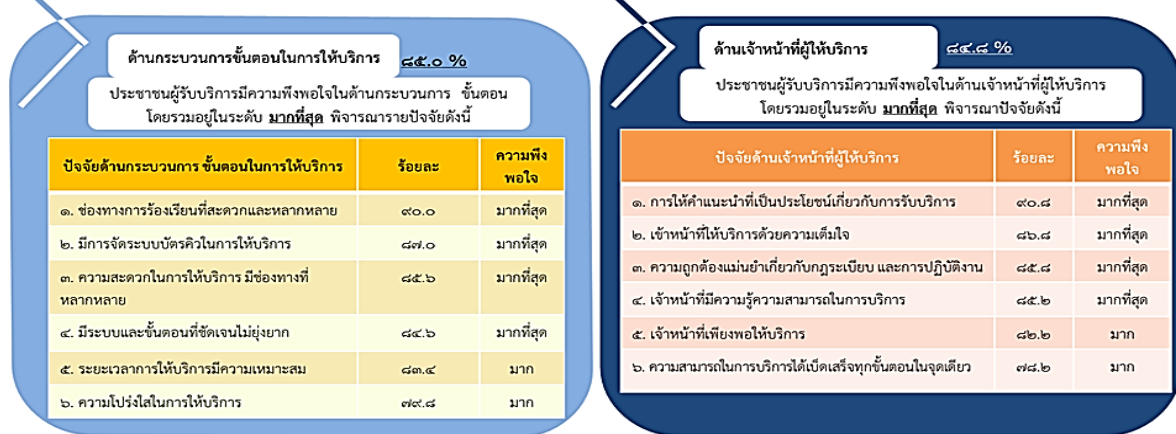 ด้านกระบวนการขั้นตอนในการให้บริการ ๘๕.๐ %
ประชาชนผู้รับบริการมีความพึงพอใจในด้านกระบวนการ ขั้นตอน
โดยรวมอยู่ในระดับ มากที่สุด พิจารณารายปัจจัยดังนี้
ปัจจัยด้านกระบวนการ ขั้นตอนในการให้บริการ ร้อยละ ความพึง
พอใจ
๑. ช่องทางการร้องเรียนที่สะดวกและหลากหลาย ๙๐.๐ มากที่สุด
๒. มีการจัดระบบบัตรคิวในการให้บริการ ๘๗.๐ มากที่สุด
๓. ความสะดวกในการให้บริการ มีช่องทางที่
หลากหลาย ๘๕.๖ มากที่สุด
๔. มีระบบและขั้นตอนที่ชัดเจนไม่ยุ่งยาก ๘๔.๖ มากที่สุด
๕. ระยะเวลาการให้บริการมีความเหมาะสม ๘๓.๔ มาก
๖. ความโปร่งใสในการให้บริการ ๗๙.๘ มาก
ด้านเจ้าหน้าที่ผู้ให้บริการ ๘๔.๘ %
ประชาชนผู้รับบริการมีความพึงพอใจในด้านเจ้าหน้าที่ผู้ให้บริการ
โดยรวมอยู่ในระดับ มากที่สุด พิจารณาปัจจัยดังนี้
ปัจจัยด้านเจ้าหน้าที่ผู้ให้บริการ ร้อยละ ความพึง
พอใจ
๑. การให้คำแนะนำที่เป็นประโยชน์เกี่ยวกับการรับบริการ ๙๐.๘ มากที่สุด
๒. เข้าหน้าที่ให้บริการด้วยความเต็มใจ ๘๖.๘ มากที่สุด
๓. ความถูกต้องแม่นยำเกี่ยวกับกฎระเบียบ และการปฏิบัติงาน ๘๕.๘ มากที่สุด
๔. เจ้าหน้าที่มีความรู้ความสามารถในการบริการ ๘๕.๒ มากที่สุด
๕. เจ้าหน้าที่เพียงพอให้บริการ ๘๒.๒ มาก
๖. ความสามารถในการบริการได้เบ็ดเสร็จทุกขั้นตอนในจุดเดียว ๗๘.๒ มาก